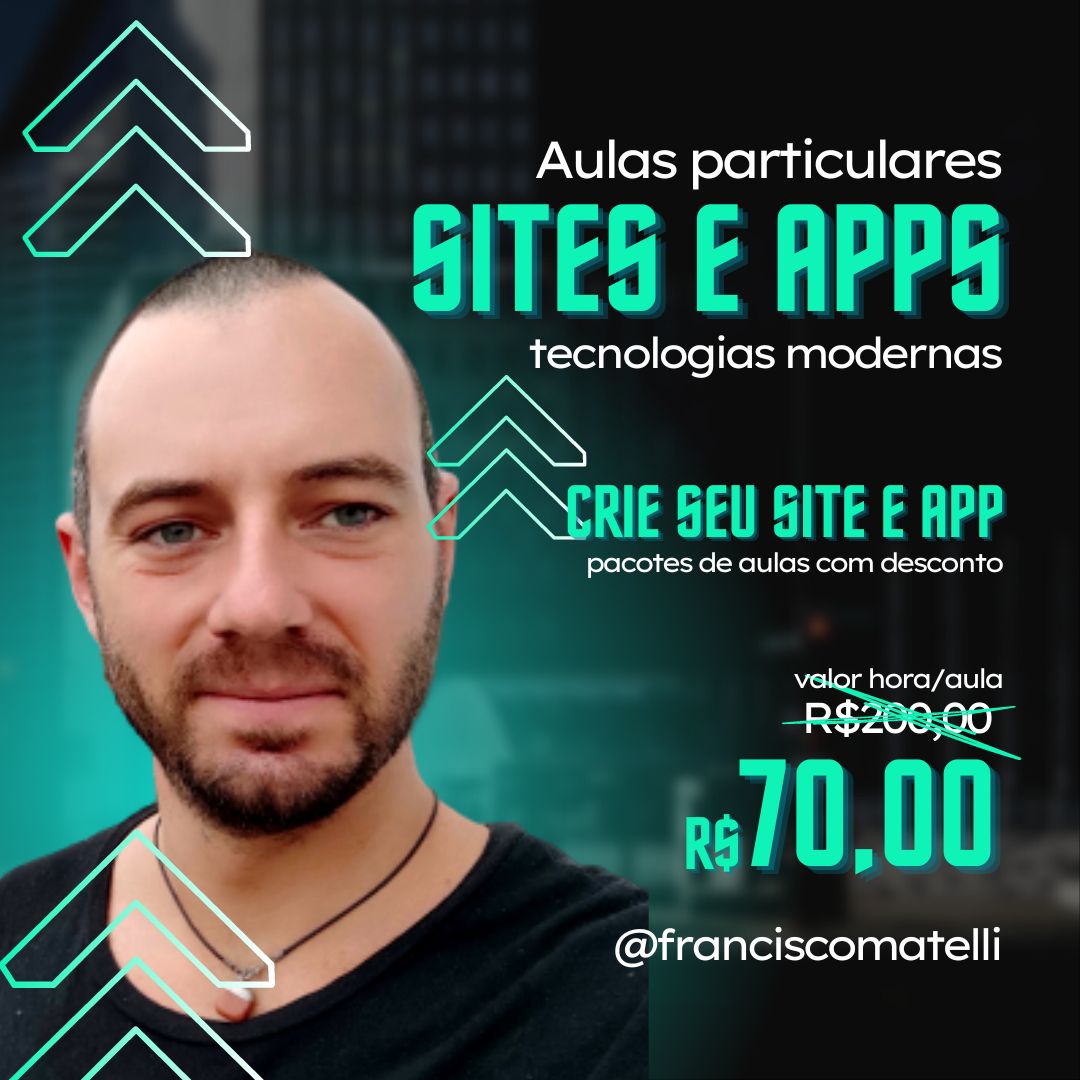 Aulas particulares
SITES E APPS
tecnologias modernas
CRIE SEU SITE E APP
pacotes de aulas com desconto
valor hora/aula
R$200,00
R$70,00
@franciscomatelli